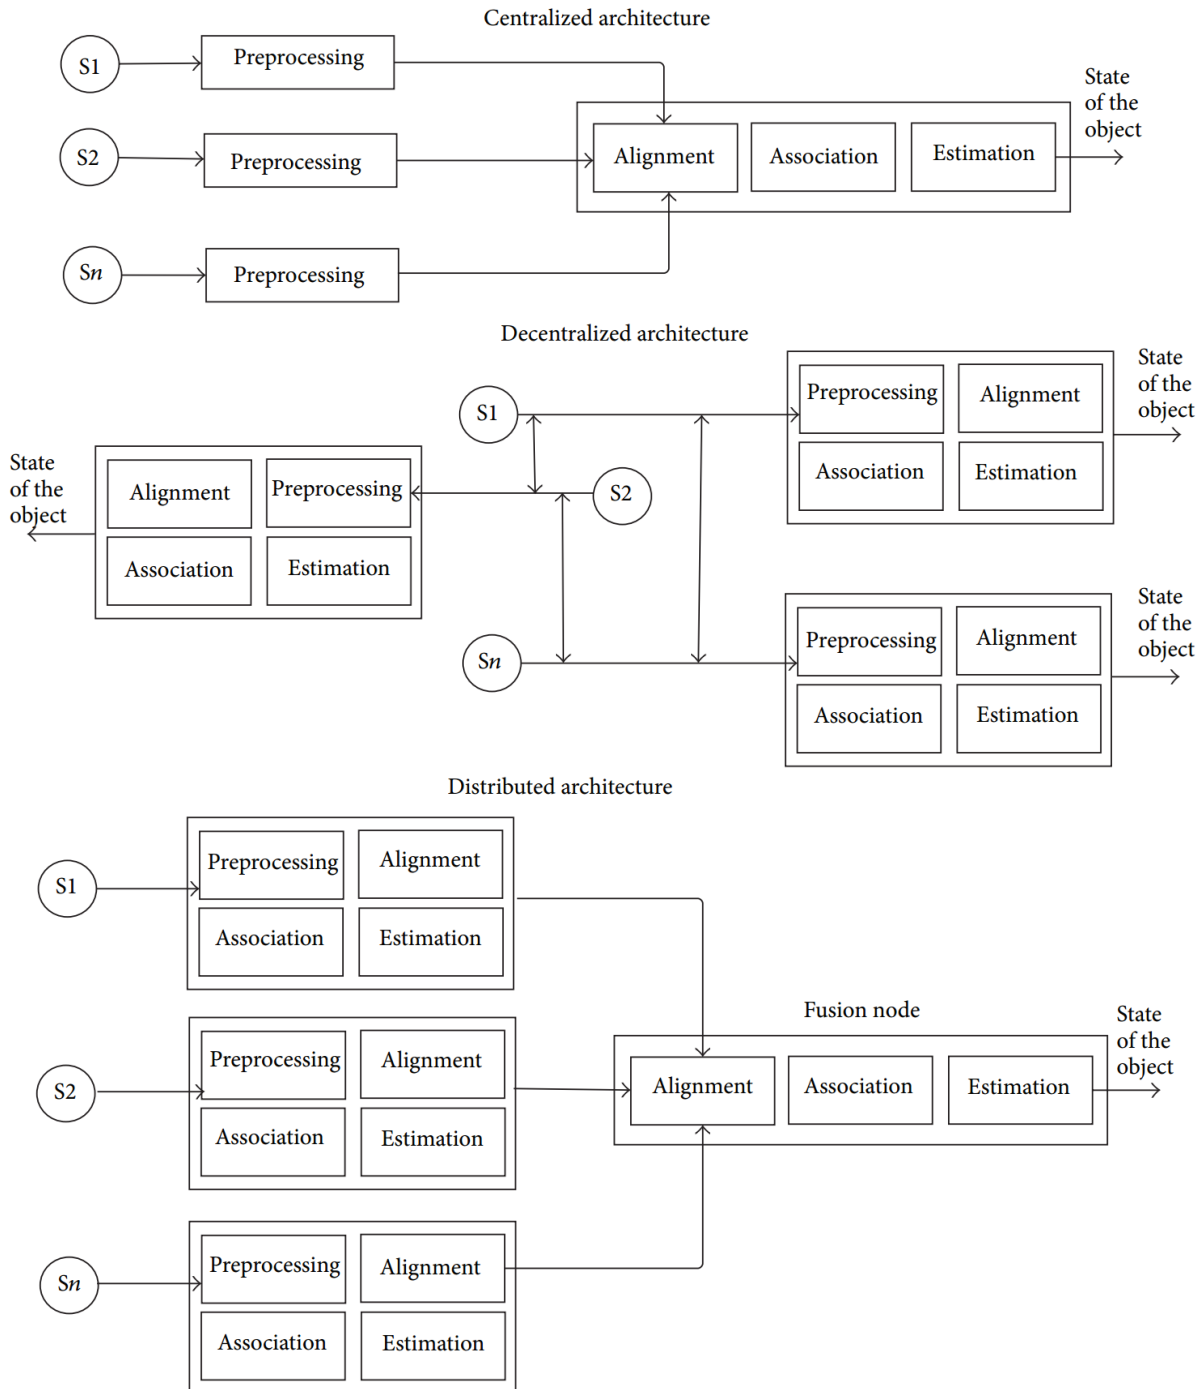 Centralized architecture
S1
Preprocessing
S2
Preprocessing
Sn
Preprocessing
Alignment
Association
Estimation
State
of the
object
Decentralized architecture
S1
Preprocessing
Alignment
Association
Estimation
State
of the
object
State
of the
object
Alignment
Preprocessing
Association
Estimation
S2
Sn
Preprocessing
Alignment
Association
Estimation
State
of the
object
Distributed architecture
S1
Preprocessing
Alignment
Association
Estimation
S2
Preprocessing
Alignment
Association
Estimation
Sn
Preprocessing
Alignment
Association
Estimation
Fusion node
Alignment
Association
Estimation
State
of the
object